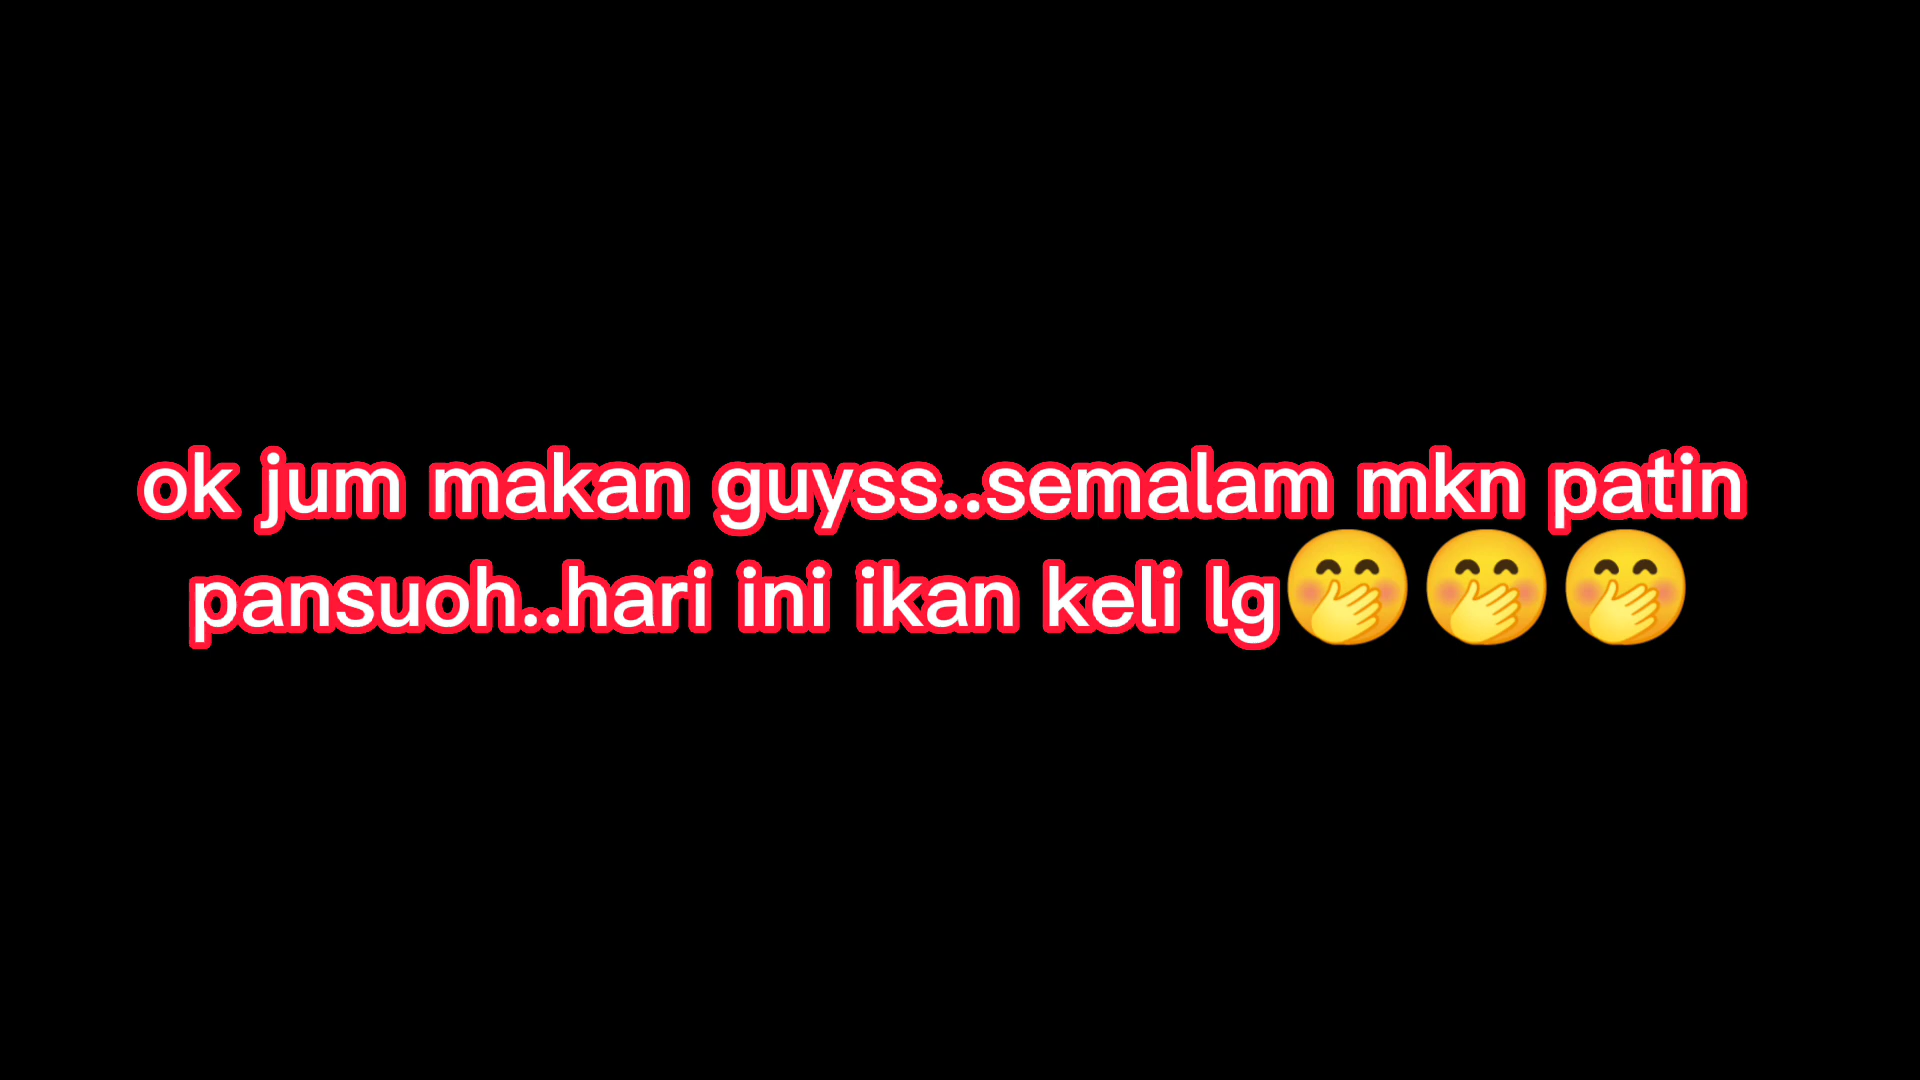 ok jum makan guyss..semalam mkn patin
pansuoh..hari ini ikan keli lg🤭🤭🤭